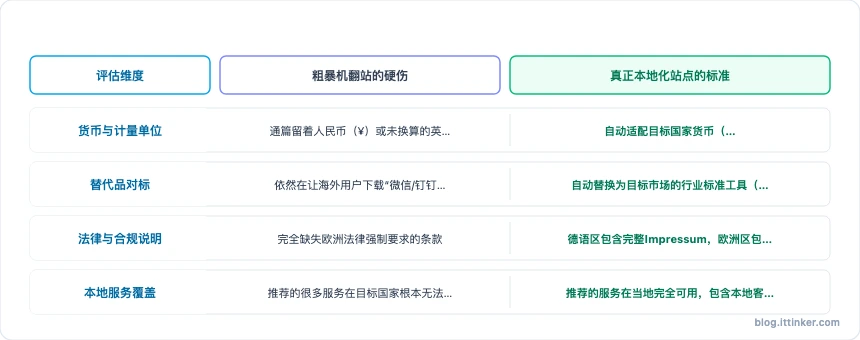 评估维度 粗暴机翻站的硬伤 真正本地化站点的标准
货币与计量单位 通篇留着人民币（¥）或未换算的英... 自动适配目标国家货币（...
替代品对标 依然在让海外用户下载“微信/钉钉... 自动替换为目标市场的行业标准工具（...
法律与合规说明 完全缺失欧洲法律强制要求的条款 德语区包含完整Impressum，欧洲区包...
本地服务覆盖 推荐的很多服务在目标国家根本无法... 推荐的服务在当地完全可用，包含本地客...
blog.ittinker.com